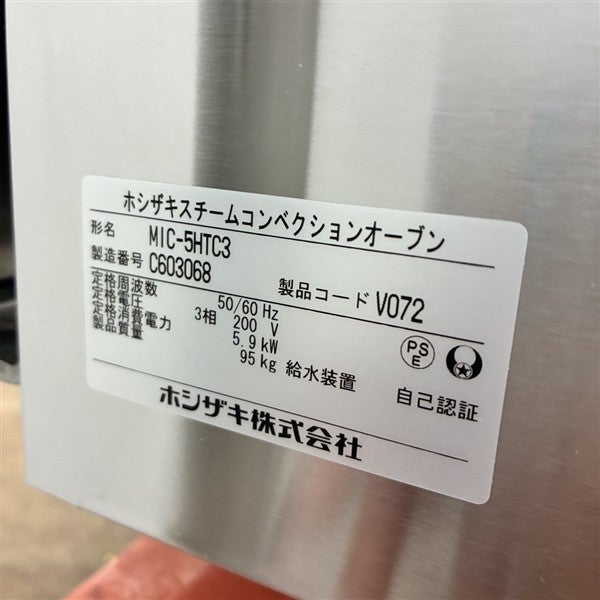 ホシザキスチームコンベクションオーブン
形名 MIC-5HTC3
製造番号 C603068 製品コード V072
定格周波数 50/60 Hz
定格電圧 3相 200 V
定格消費電力 5.9 kW
製品質量 95 kg 給水装置
PS
E
自己認証
ホシザキ株式会社